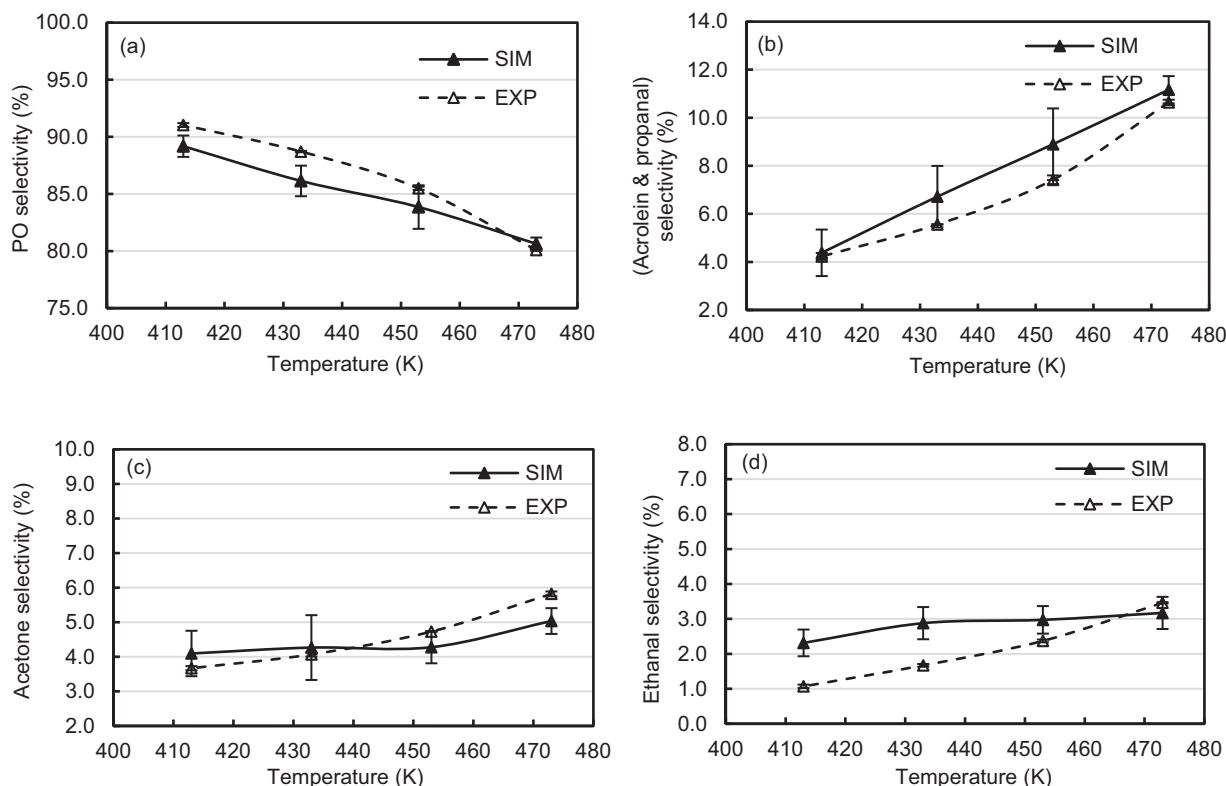 (a)
SIM
EXP
PO selectivity (%)
100.0
95.0
90.0
85.0
80.0
75.0
400 410 420 430 440 450 460 470 480
Temperature (K)
(b)
SIM
EXP
(Acrolein & propanal)
selectivity (%)
14.0
12.0
10.0
8.0
6.0
4.0
2.0
400 410 420 430 440 450 460 470 480
Temperature (K)
(c)
SIM
EXP
Acetone selectivity (%)
10.0
9.0
8.0
7.0
6.0
5.0
4.0
3.0
2.0
400 410 420 430 440 450 460 470 480
Temperature (K)
(d)
SIM
EXP
Ethanal selectivity (%)
8.0
7.0
6.0
5.0
4.0
3.0
2.0
1.0
0.0
400 410 420 430 440 450 460 470 480
Temperature (K)